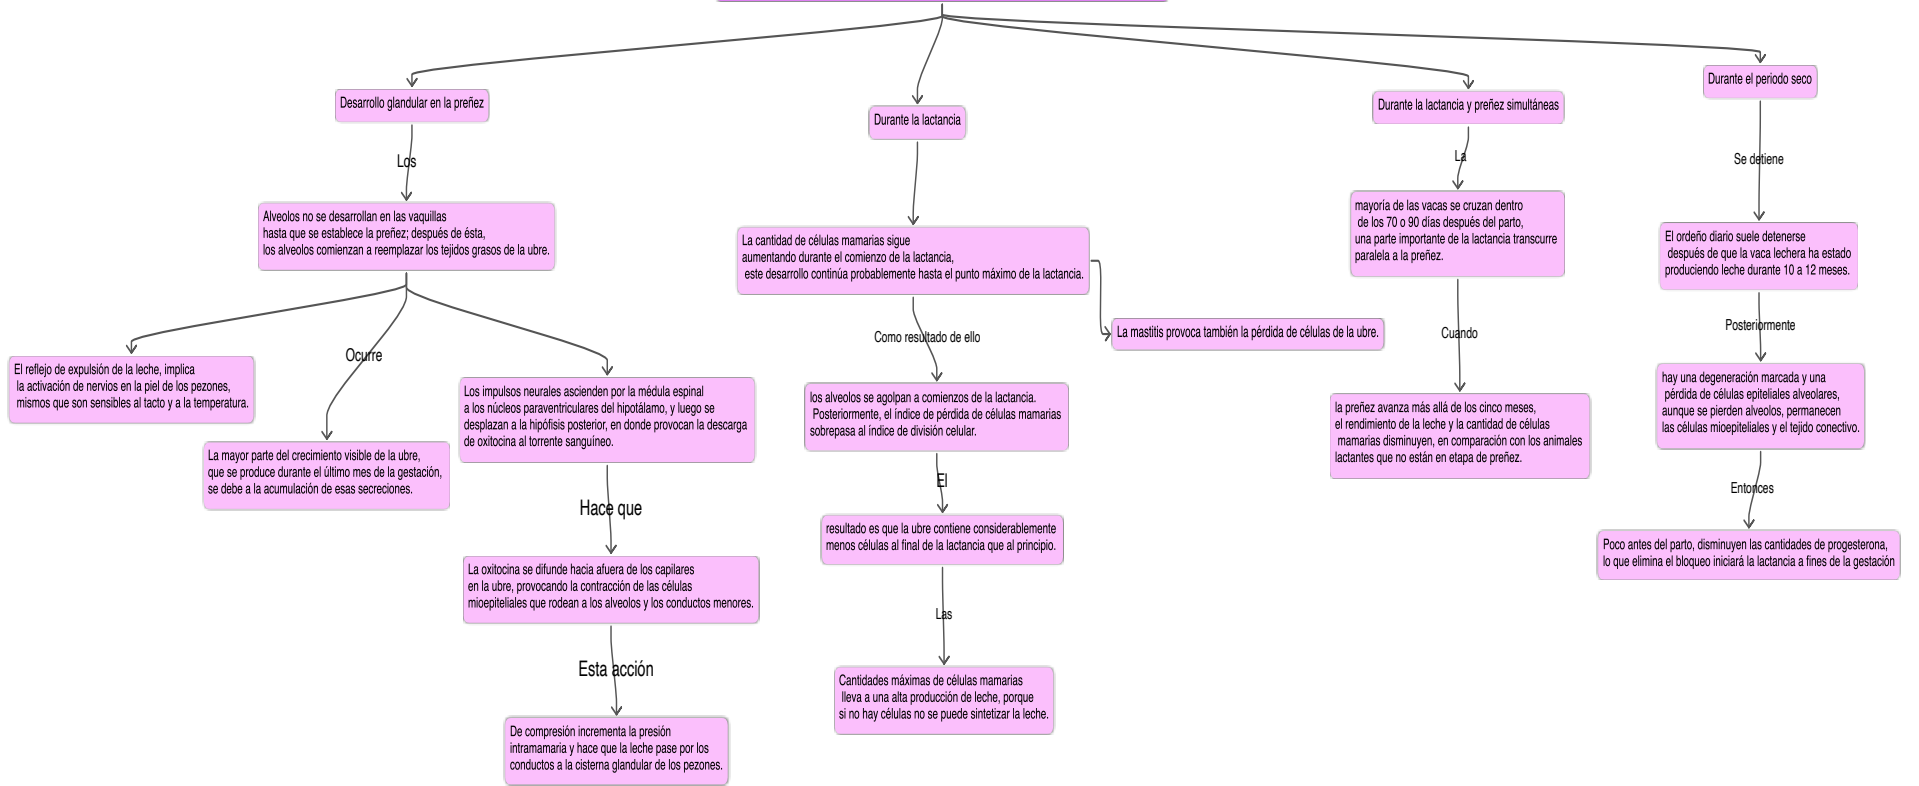 Desarrollo glandular en la preñez
Los
Alveolos no se desarrollan en las vaquillas
hasta que se establece la preñez; después de ésta,
los alveolos comienzan a reemplazar los tejidos grasos de la ubre.
El reflejo de expulsión de la leche, implica
la activación de nervios en la piel de los pezones,
mismos que son sensibles al tacto y a la temperatura.
Ocurre
La mayor parte del crecimiento visible de la ubre,
que se produce durante el último mes de la gestación,
se debe a la acumulación de esas secreciones.
Los impulsos neurales ascienden por la médula espinal
a los núcleos paraventriculares del hipotálamo, y luego se
desplazan a la hipófisis posterior, en donde provocan la descarga
de oxitocina al torrente sanguíneo.
Hace que
La oxitocina se difunde hacia afuera de los capilares
en la ubre, provocando la contracción de las células
mioepiteliales que rodean a los alveolos y los conductos menores.
Esta acción
De compresión incrementa la presión
intramamaria y hace que la leche pase por los
conductos a la cisterna glandular de los pezones.
Durante la lactancia
La cantidad de células mamarias sigue
aumentando durante el comienzo de la lactancia,
este desarrollo continúa probablemente hasta el punto máximo de la lactancia.
La mastitis provoca también la pérdida de células de la ubre.
Como resultado de ello
los alveolos se agolpan a comienzos de la lactancia.
Posteriormente, el índice de pérdida de células mamarias
sobrepasa al índice de división celular.
El
resultado es que la ubre contiene considerablemente
menos células al final de la lactancia que al principio.
Las
Cantidades máximas de células mamarias
lleva a una alta producción de leche, porque
si no hay células no se puede sintetizar la leche.
Durante la lactancia y preñez simultáneas
La
mayoría de las vacas se cruzan dentro
de los 70 o 90 días después del parto,
una parte importante de la lactancia transcurre
paralela a la preñez.
Cuando
la preñez avanza más allá de los cinco meses,
el rendimiento de la leche y la cantidad de células
mamarias disminuyen, en comparación con los animales
lactantes que no están en etapa de preñez.
Durante el periodo seco
Se detiene
El ordeño diario suele detenerse
después de que la vaca lechera ha estado
produciendo leche durante 10 a 12 meses.
Posteriormente
hay una degeneración marcada y una
pérdida de células epiteliales alveolares,
aunque se pierden alveolos, permanecen
las células mioepiteliales y el tejido conectivo.
Entonces
Poco antes del parto, disminuyen las cantidades de progesterona,
lo que elimina el bloqueo iniciará la lactancia a fines de la gestación